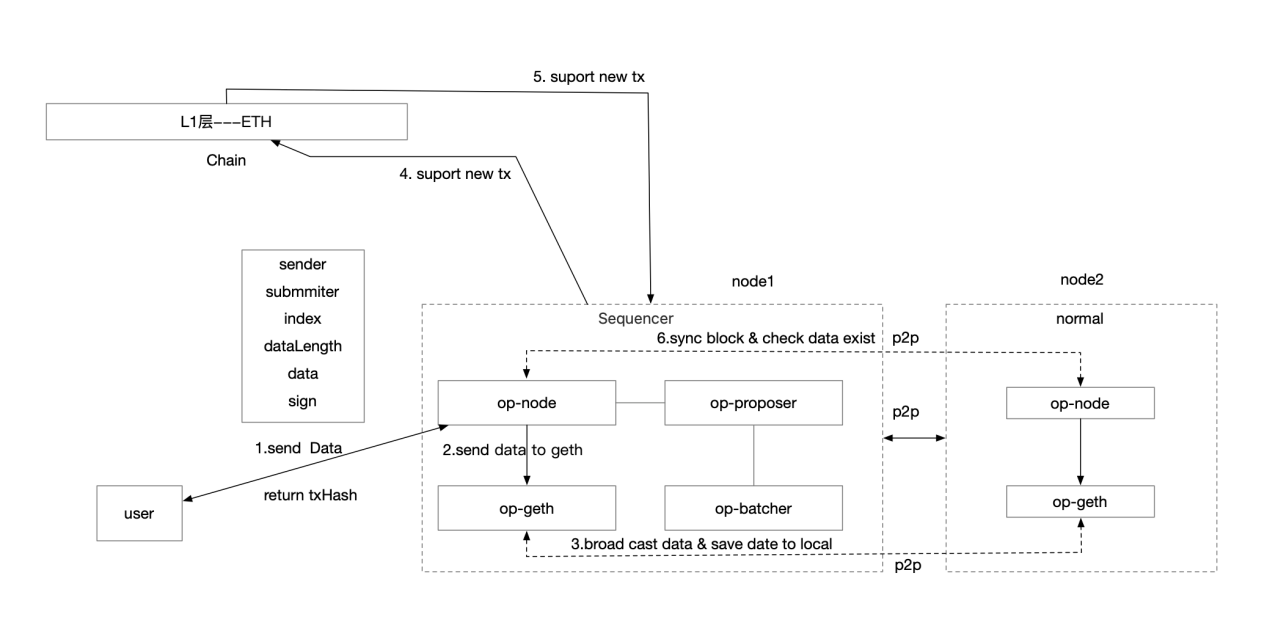 5. suport new tx
L1层---ETH
Chain
4. suport new tx
sender
submmiter
index
dataLength
data
sign
node1
node2
Sequencer
normal
6.sync block & check data exist
p2p
op-node
op-proposer
op-node
p2p
1.send Data
2.send data to geth
return txHash
user
op-geth
op-batcher
op-geth
3.broad cast data & save date to local
p2p